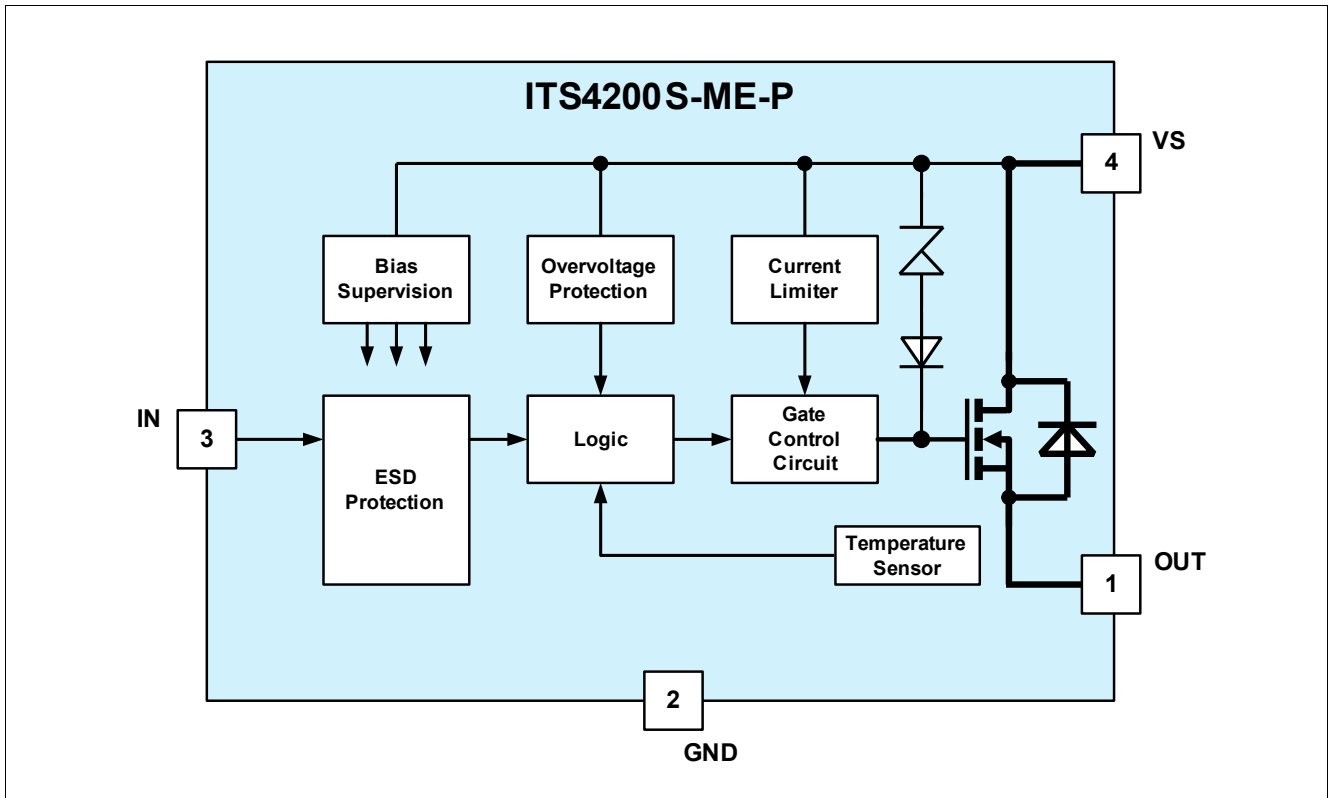 ITS4200S-ME-P
VS
4
Bias
Supervision
Overvoltage
Protection
Current
Limiter
IN
3
ESD
Protection
Logic
Gate
Control
Circuit
Temperature
Sensor
OUT
1
2
GND